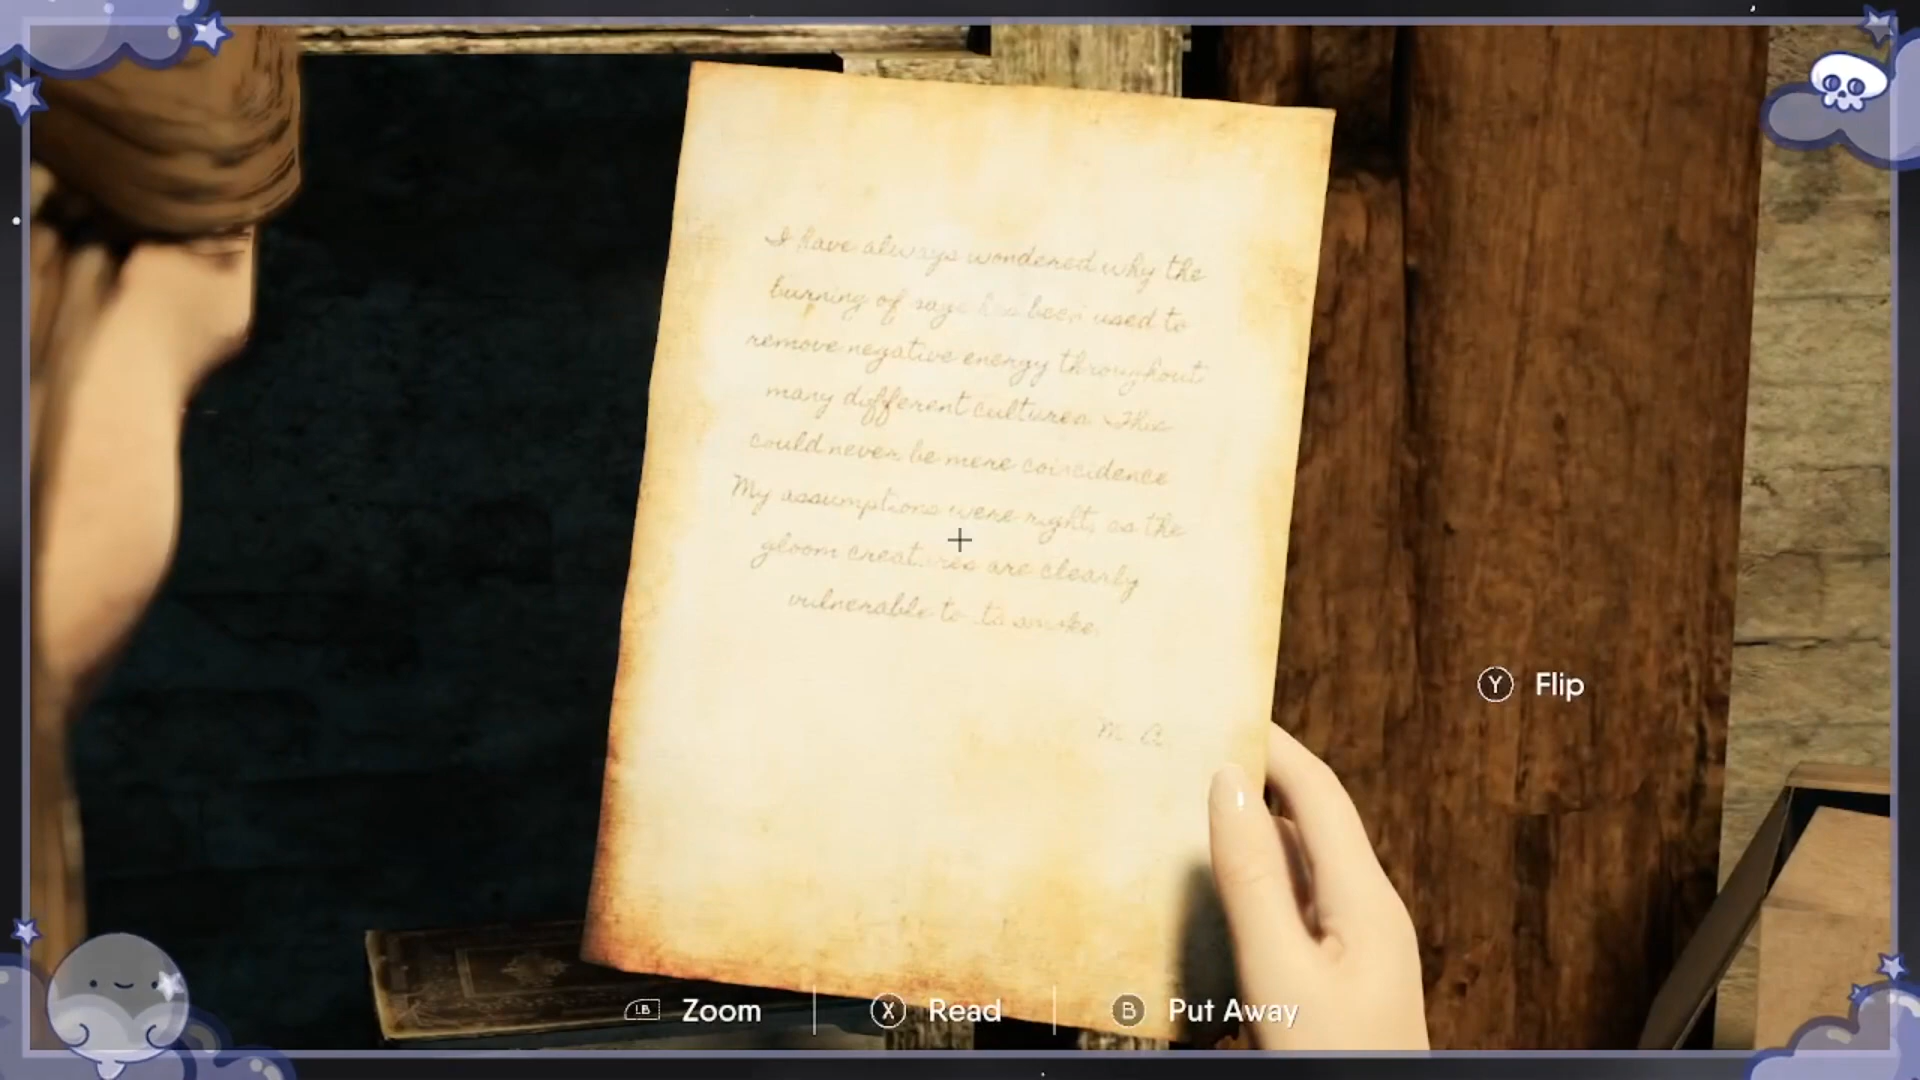 I have always wondered why the
burning of sage has been used to
remove negative energy throughout
many different cultures. This
could never be mere coincidence
My assumptions were right, as the
gloom creatures are clearly
vulnerable to its smoke.
M. C.
Y Flip
LB Zoom
X Read
B Put Away